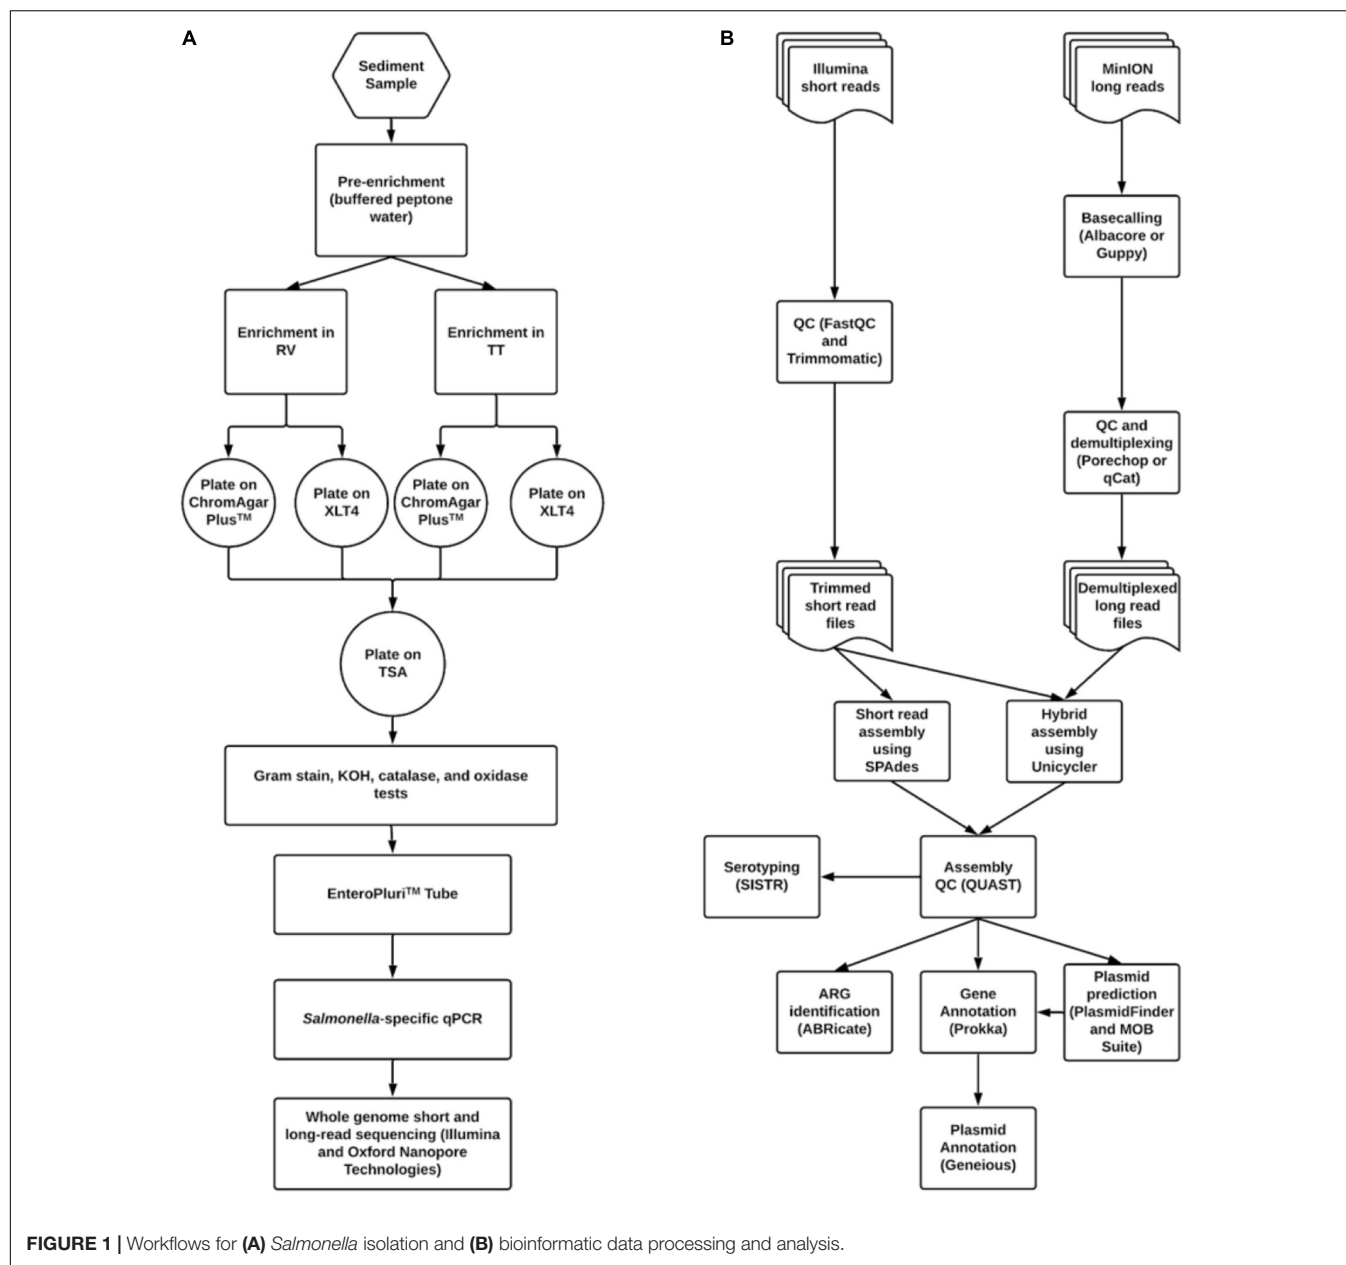 A
Sediment
Sample
Pre-enrichment
(buffered peptone
water)
Enrichment in
RV
Enrichment in
TT
Plate on
ChromAgar
Plus™
Plate on
XLT4
Plate on
ChromAgar
Plus™
Plate on
XLT4
Plate on
TSA
Gram stain, KOH, catalase, and oxidase
tests
EnteroPluri™ Tube
Salmonella-specific qPCR
Whole genome short and
long-read sequencing (Illumina
and Oxford Nanopore
Technologies)
B
Illumina
short reads
MinION
long reads
Basecalling
(Albacore or
Guppy)
QC (FastQC
and
Trimmomatic)
QC and
demultiplexing
(Porechop or
qCat)
Trimmed
short read
files
Demultiplexed
long read
files
Short read
assembly
using
SPAdes
Hybrid
assembly
using
Unicycler
Serotyping
(SISTR)
Assembly
QC (QUAST)
ARG
identification
(ABRicate)
Gene
Annotation
(Prokka)
Plasmid
prediction
(PlasmidFinder
and MOB
Suite)
Plasmid
Annotation
(Geneious)
FIGURE 1 | Workflows for (A) Salmonella isolation and (B) bioinformatic data processing and analysis.